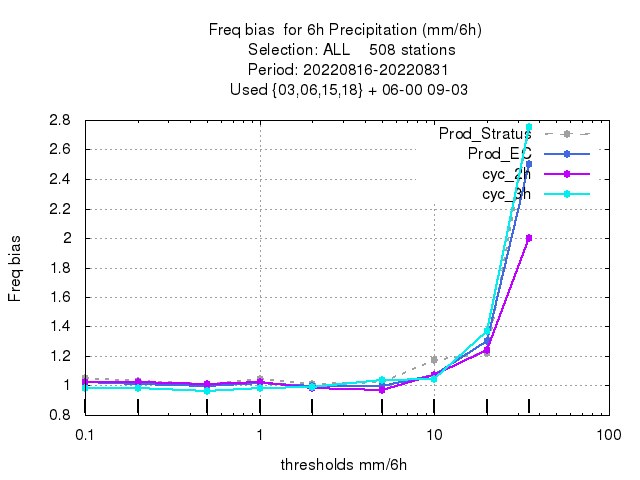 Freq bias  for 6h Precipitation (mm/6h)
Selection: ALL    508 stations
Period: 20220816-20220831
Used {03,06,15,18} + 06-00 09-03
Prod_Stratus
Prod_EC
cyc_2h
cyc_3h
Freq bias
2.8
2.6
2.4
2.2
2
1.8
1.6
1.4
1.2
1
0.8
0.1
1
10
100
thresholds mm/6h